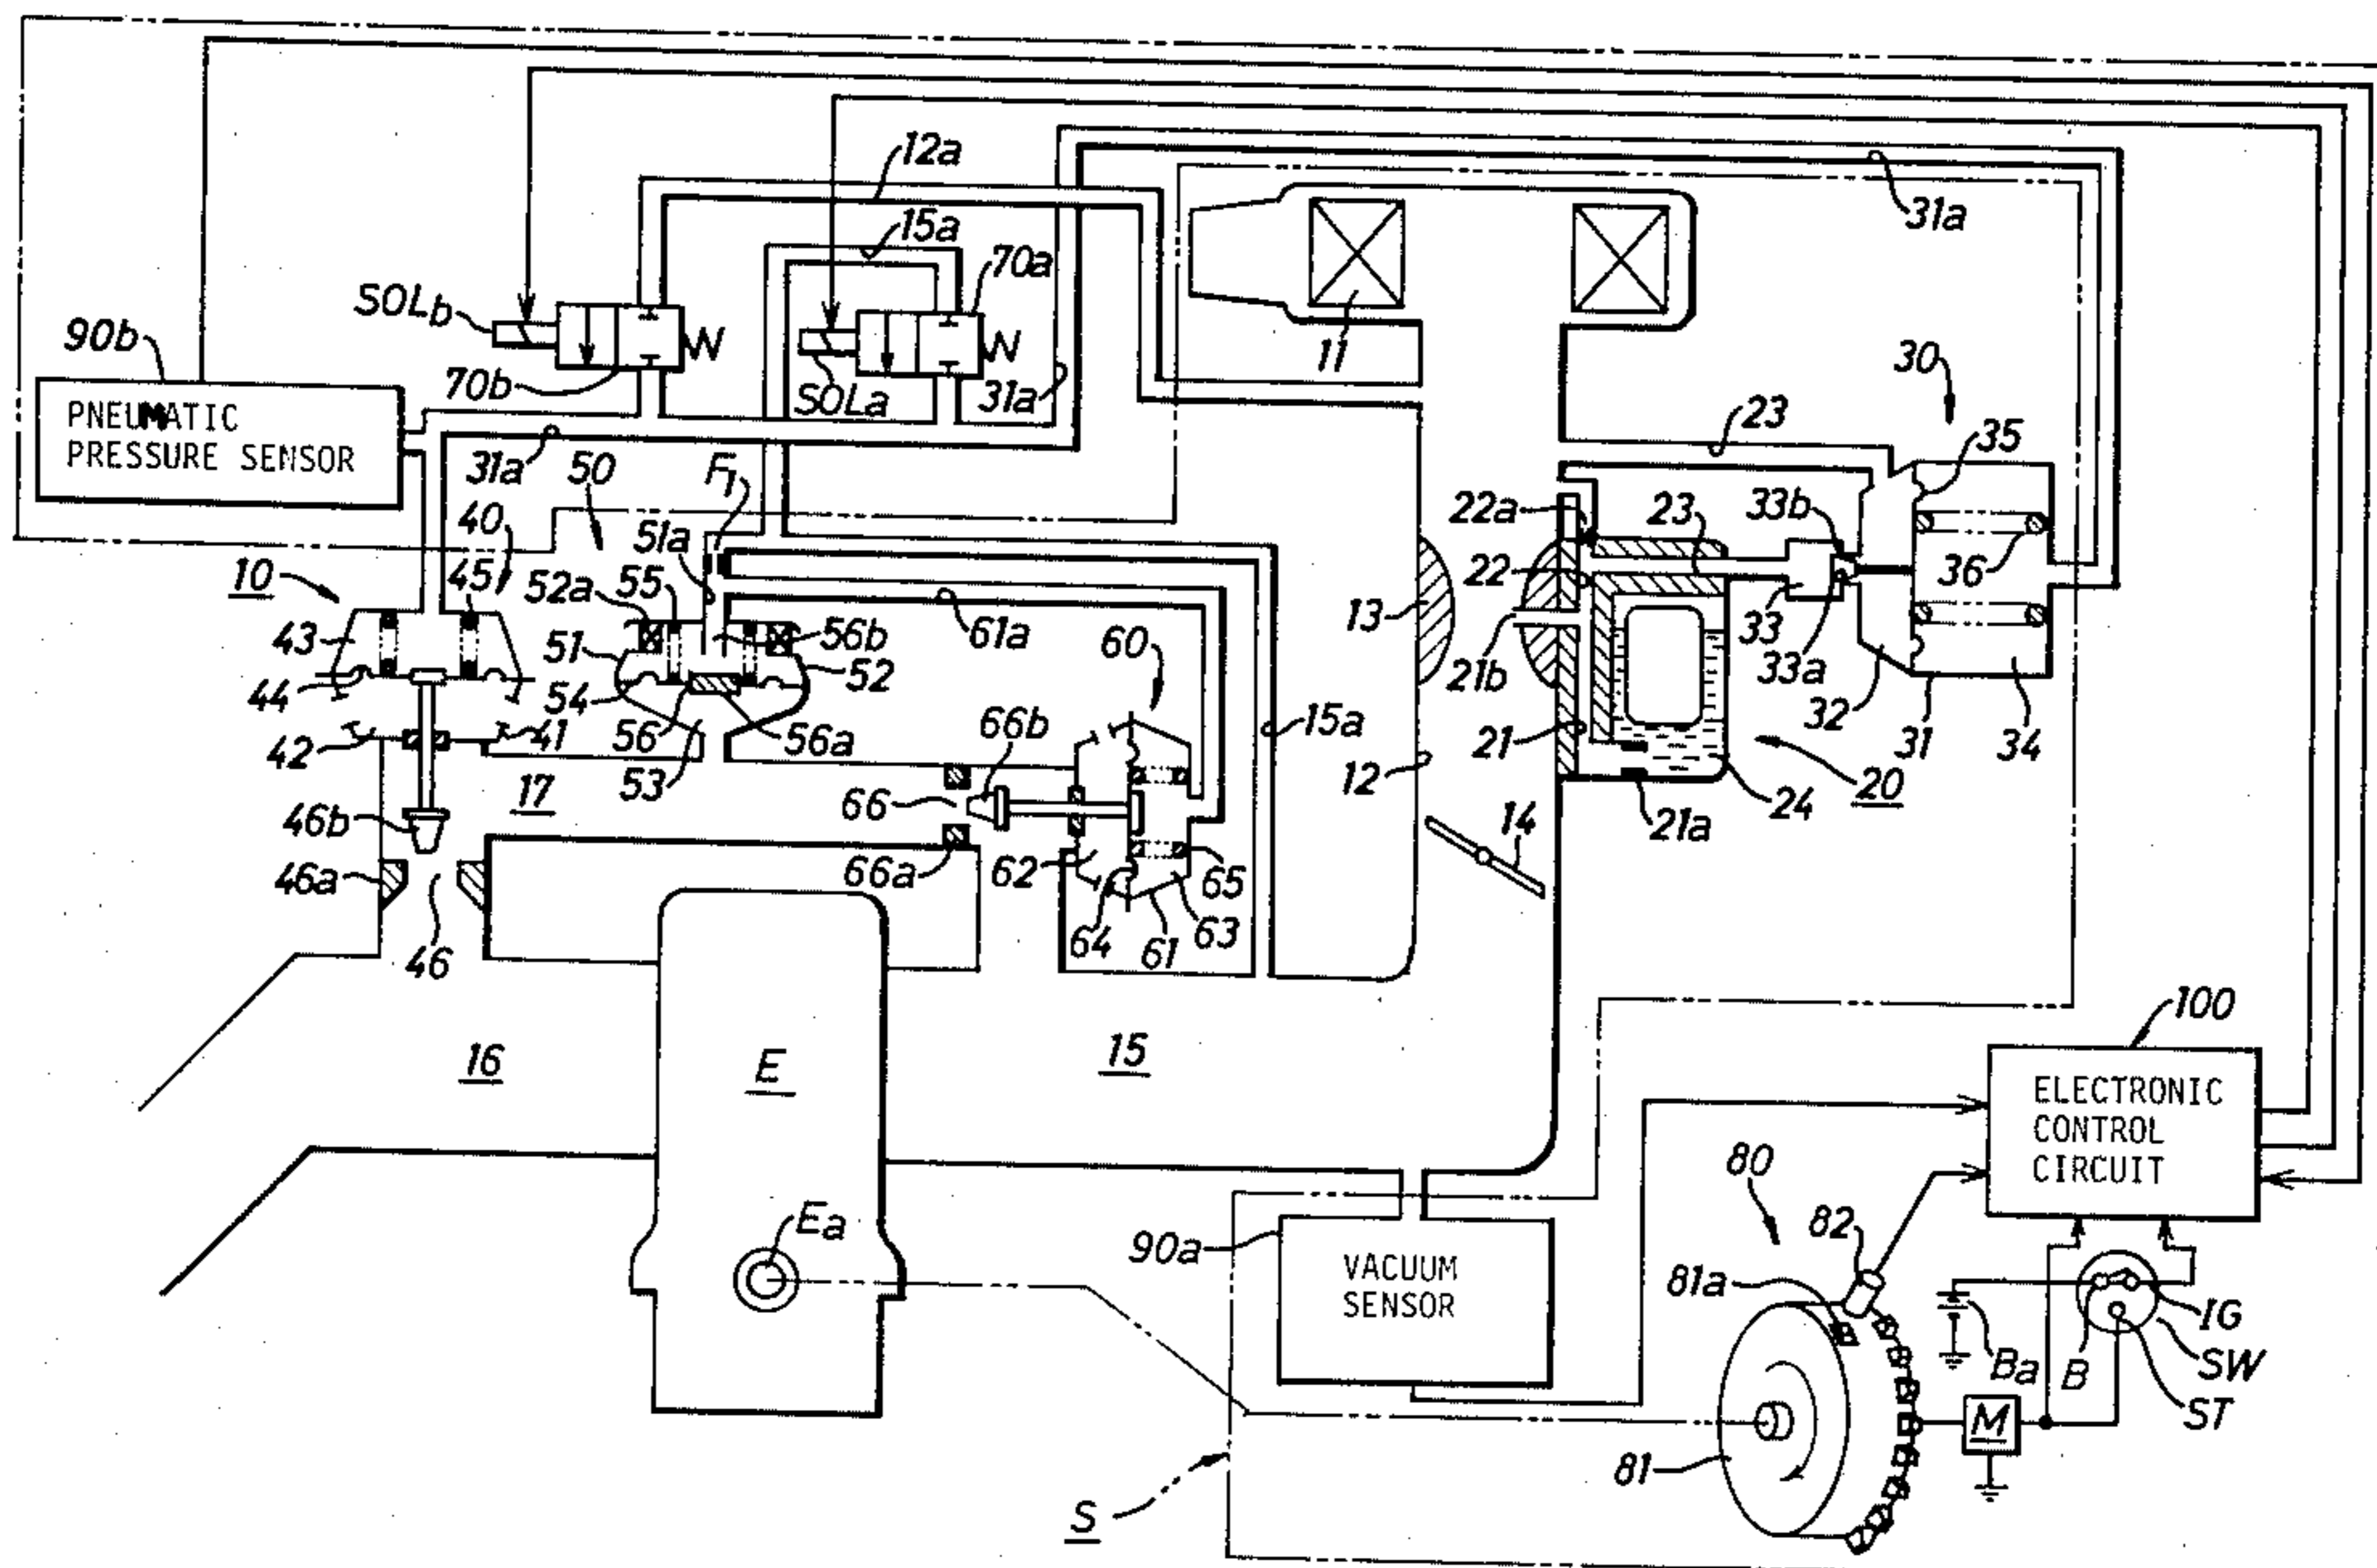 12a
15a
70a
SOLb
90b
PNEUMATIC
PRESSURE SENSOR
70b
SOLa
31a
11
31a
30
31a
50
F1
23
35
40
51a
22a
23
33b
10
45
52a
55
22
36
43
56b
61a
13
33
51
60
52
21b
33a
44
54
66b
32
42
41
56
56a
15a
21
31
34
53
12
20
17
66
14
24
46b
21a
46a
66a
62
65
46
64
61
63
100
16
E
15
ELECTRONIC
CONTROL
CIRCUIT
80
82
Ea
90a
VACUUM
SENSOR
81a
IG
Ba
B
SW
ST
M
81
S